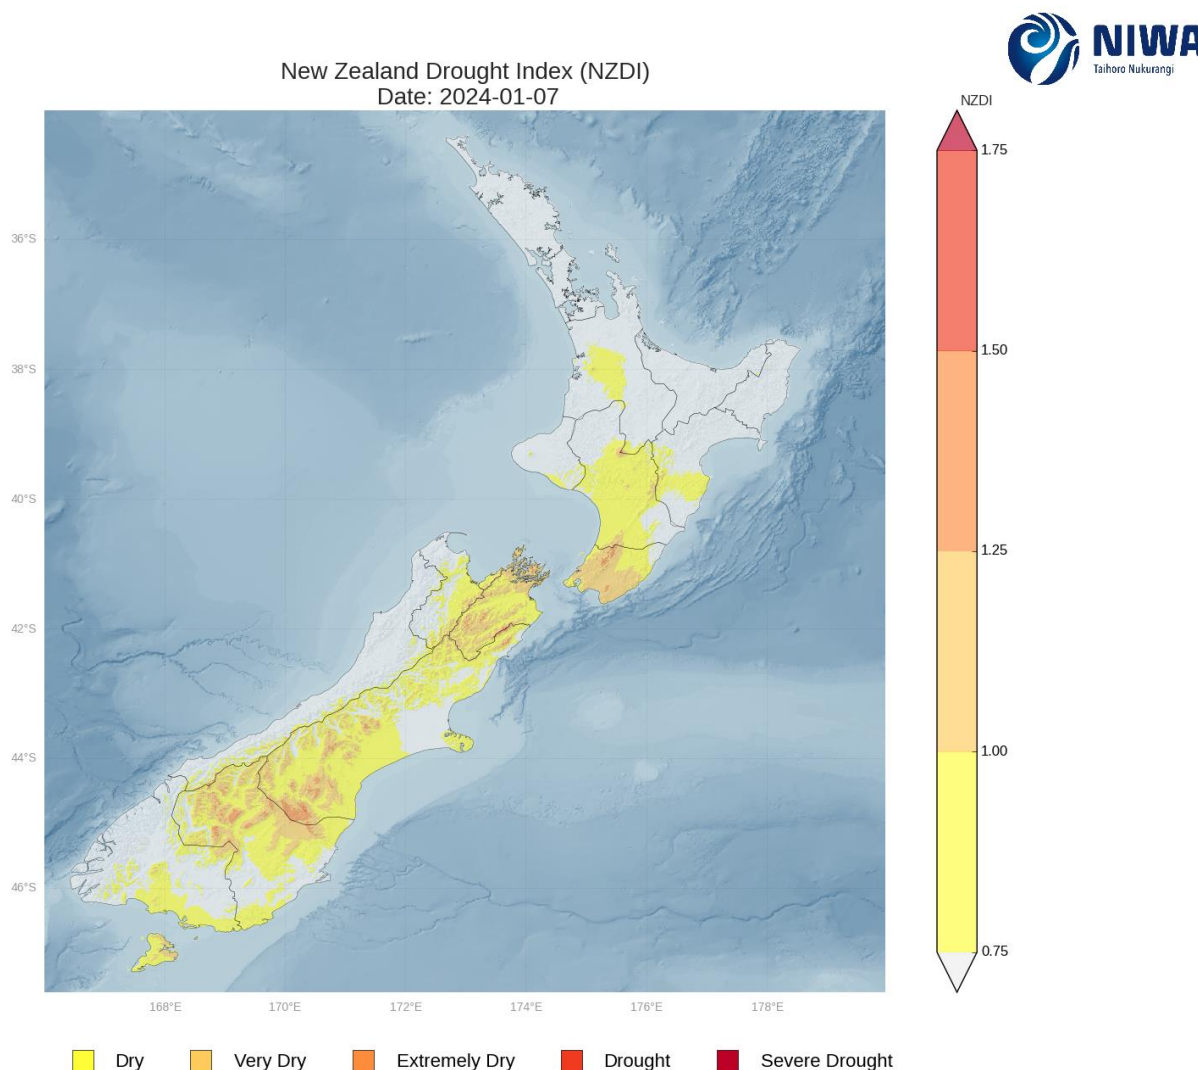 NIWA
Taihoro Nukurangi
New Zealand Drought Index (NZDI)
Date: 2024-01-07
NZDI
1.75
1.50
1.25
1.00
0.75
36°S
38°S
40°S
42°S
44°S
46°S
168°E 170°E 172°E 174°E 176°E 178°E
Dry Very Dry Extremely Dry Drought Severe Drought